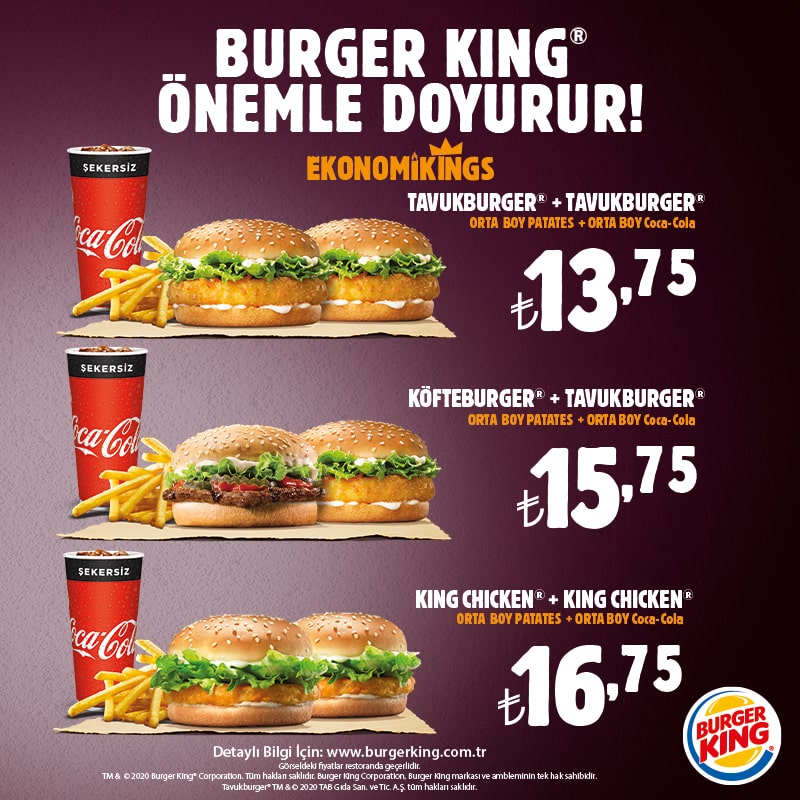 BURGER KING®
ÖNEMLE DOYURUR!
EKONOMİKINGS
ŞEKERSİZ
Coca-Cola
TAVUKBURGER® + TAVUKBURGER®
ORTA BOY PATATES + ORTA BOY Coca-Cola
₺13,75
ŞEKERSİZ
Coca-Cola
KÖFTEBURGER® + TAVUKBURGER®
ORTA BOY PATATES + ORTA BOY Coca-Cola
₺15,75
ŞEKERSİZ
Coca-Cola
KING CHICKEN® + KING CHICKEN®
ORTA BOY PATATES + ORTA BOY Coca-Cola
₺16,75
BURGER
KING®
Detaylı Bilgi İçin: www.burgerking.com.tr
Görseldeki fiyatlar restoranda geçerlidir.
TM & © 2020 Burger King® Corporation. Tüm hakları saklıdır. Burger King Corporation, Burger King markası ve ambleminin tek hak sahibidir.
Tavukburger® TM & © 2020 TAB Gıda San. ve Tic. A.Ş. tüm hakları saklıdır.